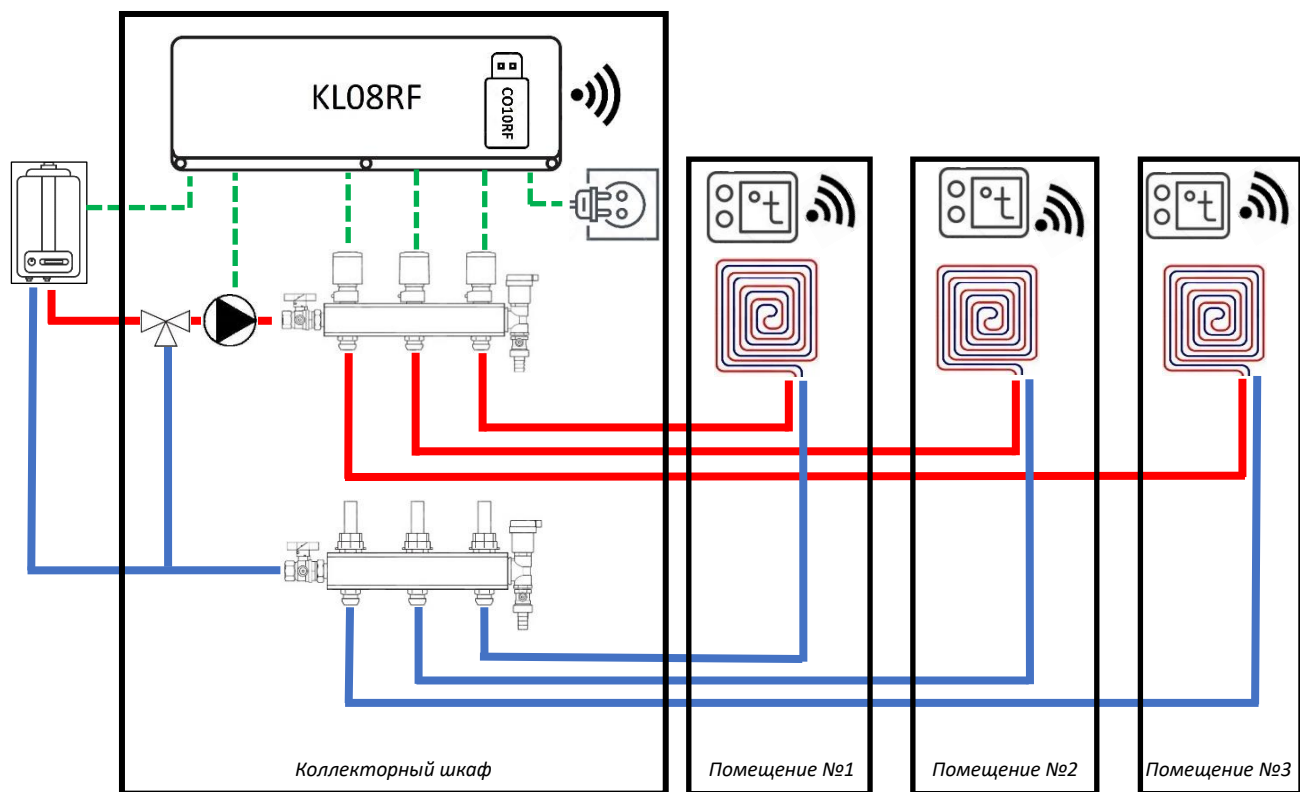 KL08RF
CO10RF
°t
°t
°t
Коллекторный шкаф
Помещение №1
Помещение №2
Помещение №3